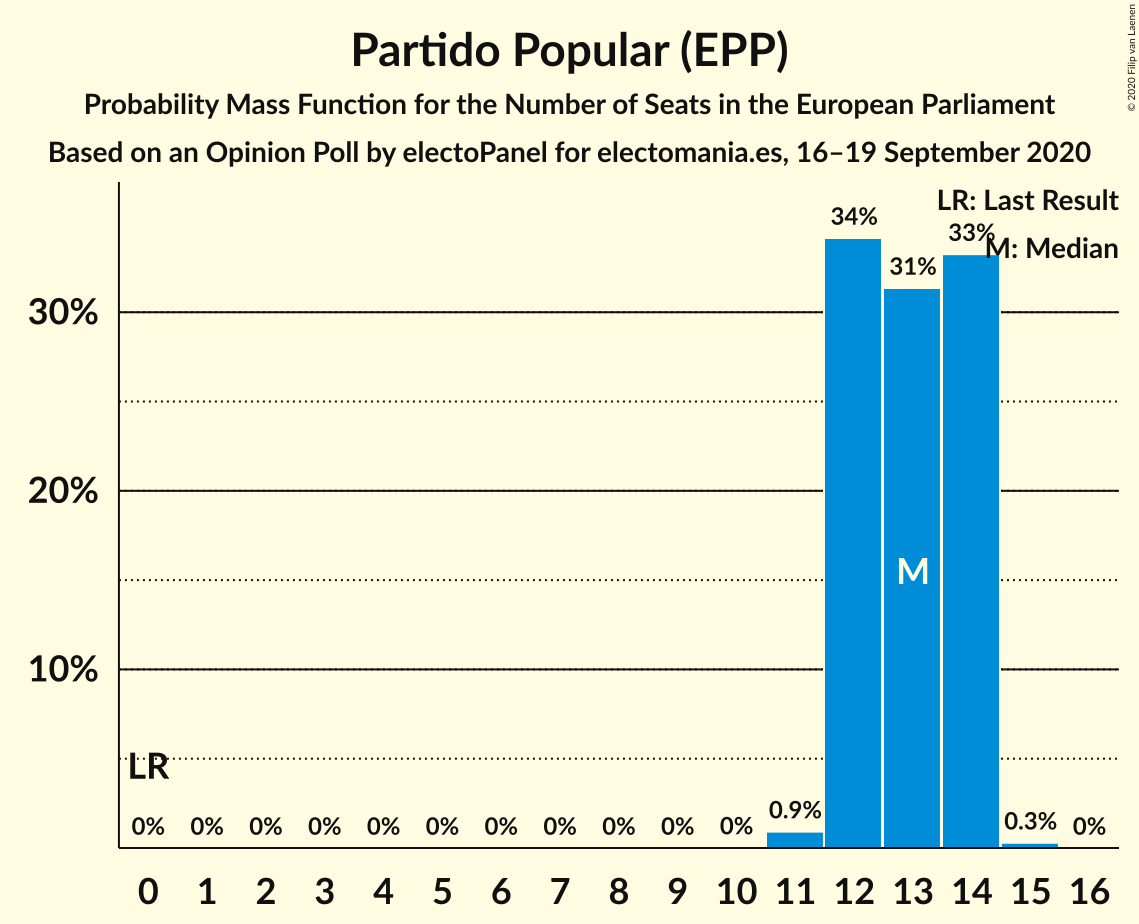 Partido Popular (EPP)
Probability Mass Function for the Number of Seats in the European Parliament
Based on an Opinion Poll by electoPanel for electomania.es, 16–19 September 2020
© 2020 Filip van Laenen
LR: Last Result
M: Median
34%
33%
31%
30%
20%
10%
M
LR
0% 0% 0% 0% 0% 0% 0% 0% 0% 0% 0% 0.9% 0.3% 0%
0 1 2 3 4 5 6 7 8 9 10 11 12 13 14 15 16